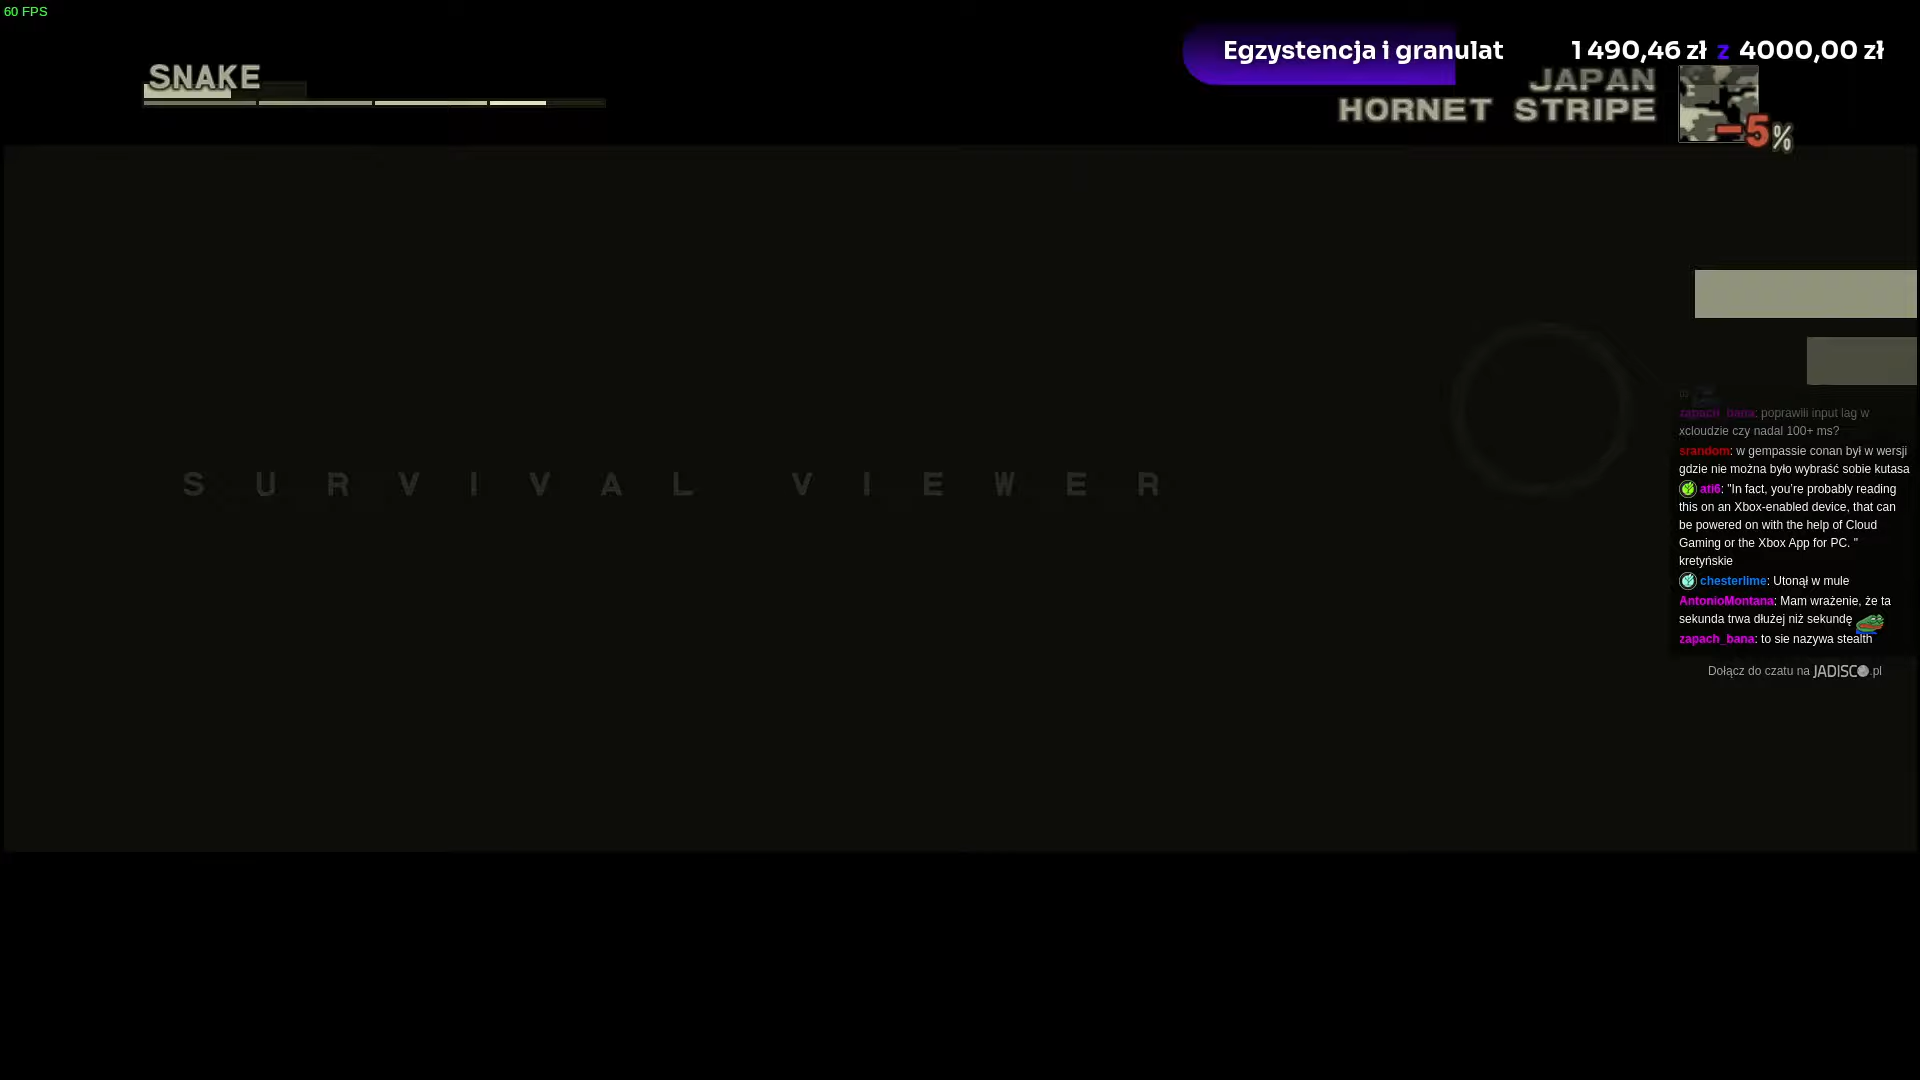 60 FPS
Egzystencja i granulat 1 490,46 zł z 4000,00 zł
SNAKE
JAPAN
HORNET STRIPE
-5%
SURVIVAL VIEWER
zapach_bana: poprawili input lag w
xcloudzie czy nadal 100+ ms?
srandom: w gempassie conan był w wersji
gdzie nie można było wybraść sobie kutasa
ati6: "In fact, you're probably reading
this on an Xbox-enabled device, that can
be powered on with the help of Cloud
Gaming or the Xbox App for PC. "
kretyńskie
chesterlime: Utonął w mule
AntonioMontana: Mam wrażenie, że ta
sekunda trwa dłużej niż sekundę
zapach_bana: to sie nazywa stealth
Dołącz do czatu na JADISCO.pl